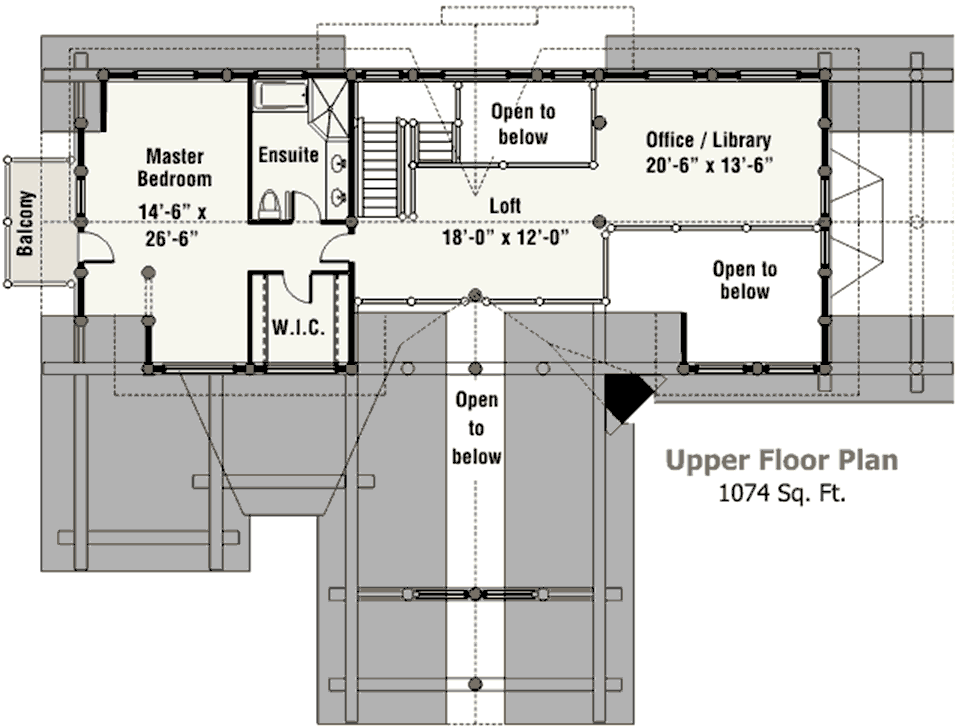 Master
Bedroom
14'-6" x
26'-6"
Ensuite
Balcony
W.I.C.
Loft
18'-0" x 12'-0"
Open to
below
Office / Library
20'-6" x 13'-6"
Open to
below
Open
to
below
Upper Floor Plan
1074 Sq. Ft.